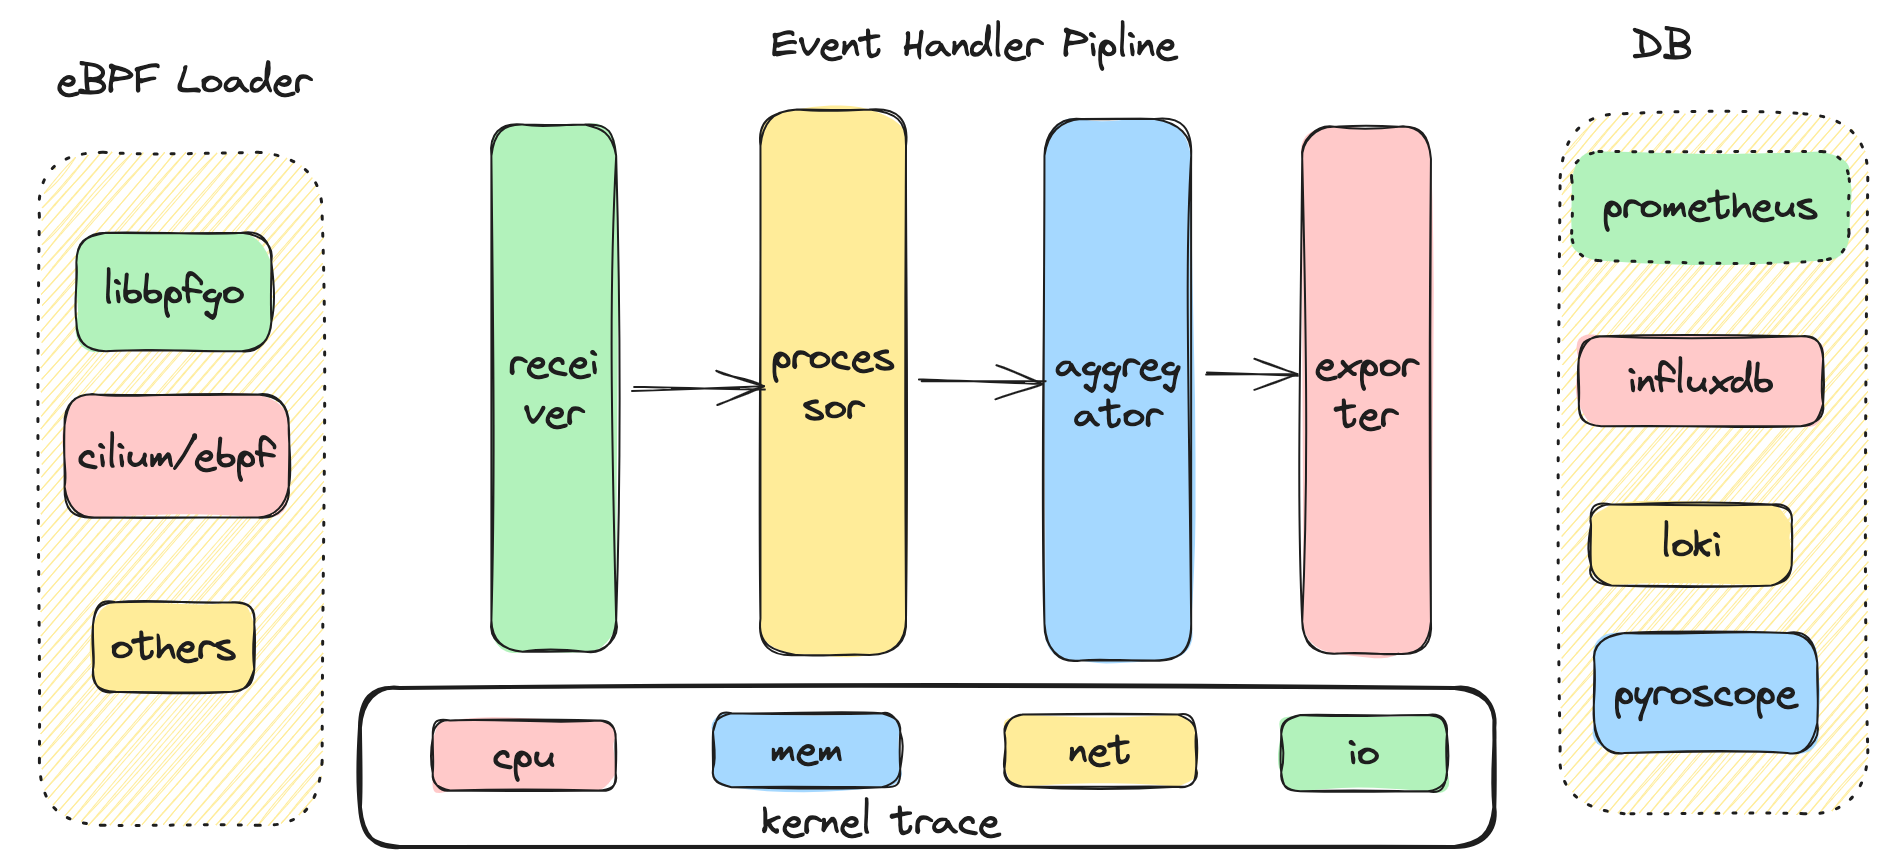 eBPF Loader
libbpfgo
cilium/ebpf
others
Event Handler Pipline
recei
ver
proces
sor
aggreg
ator
expor
ter
cpu
mem
net
io
kernel trace
DB
prometheus
influxdb
loki
pyroscope